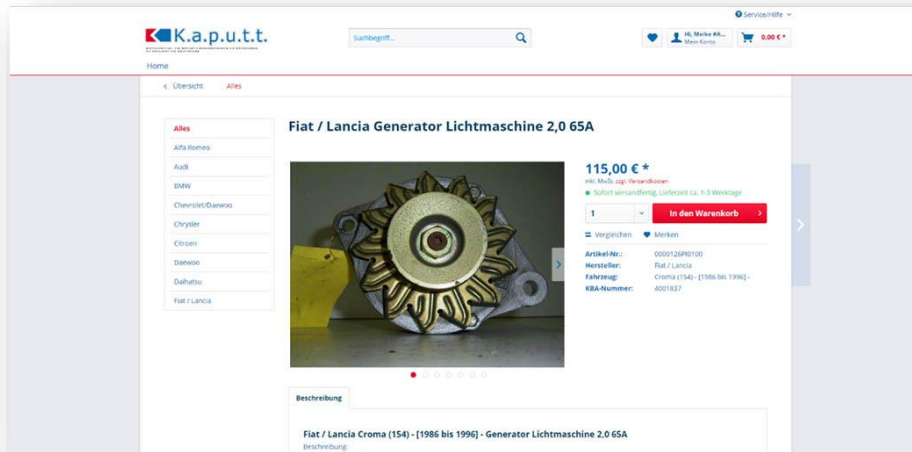 Service/Hilfe
K.a.p.u.t.t.
Suchbegriff...
Hi, Meike #A...
Mein Konto
0,00 € *
Home
Übersicht
Alles
Alles
Alfa Romeo
Audi
BMW
Chevrolet/Daewoo
Chrysler
Citroen
Daewoo
Daihatsu
Fiat / Lancia
Fiat / Lancia Generator Lichtmaschine 2,0 65A
115,00 € *
inkl. MwSt. zzgl. Versandkosten
Sofort versandfertig, Lieferzeit ca. 1-3 Werktage
1
In den Warenkorb
Vergleichen Merken
Artikel-Nr.: 0000126PI0100
Hersteller: Fiat / Lancia
Fahrzeug: Croma (154) - [1986 bis 1996] -
KBA-Nummer: 4001837
Beschreibung
Fiat / Lancia Croma (154) - [1986 bis 1996] - Generator Lichtmaschine 2,0 65A
Beschreibung: